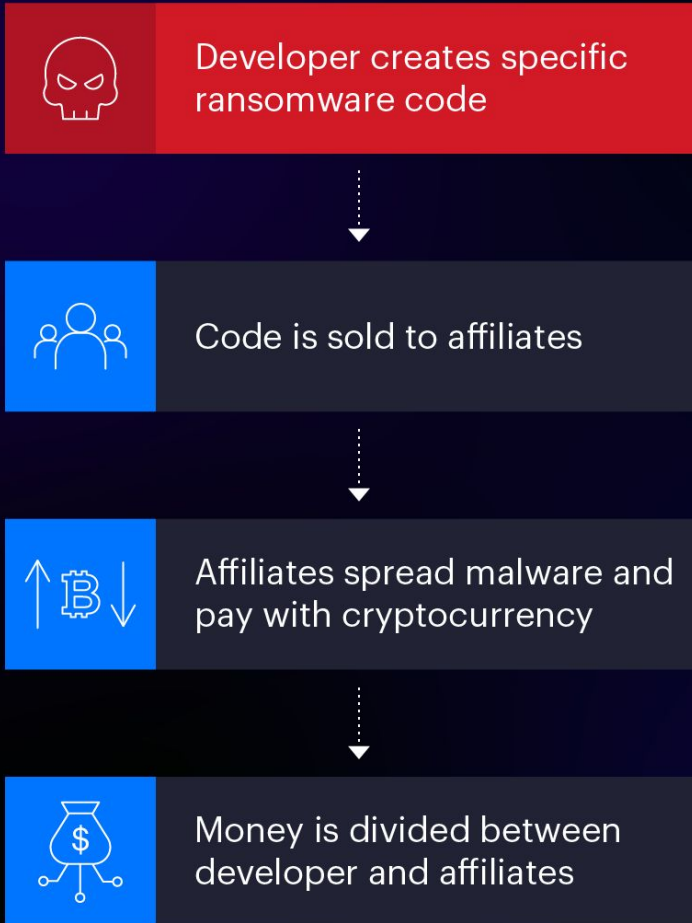 Developer creates specific
ransomware code
Code is sold to affiliates
Affiliates spread malware and
pay with cryptocurrency
$
Money is divided between
developer and affiliates